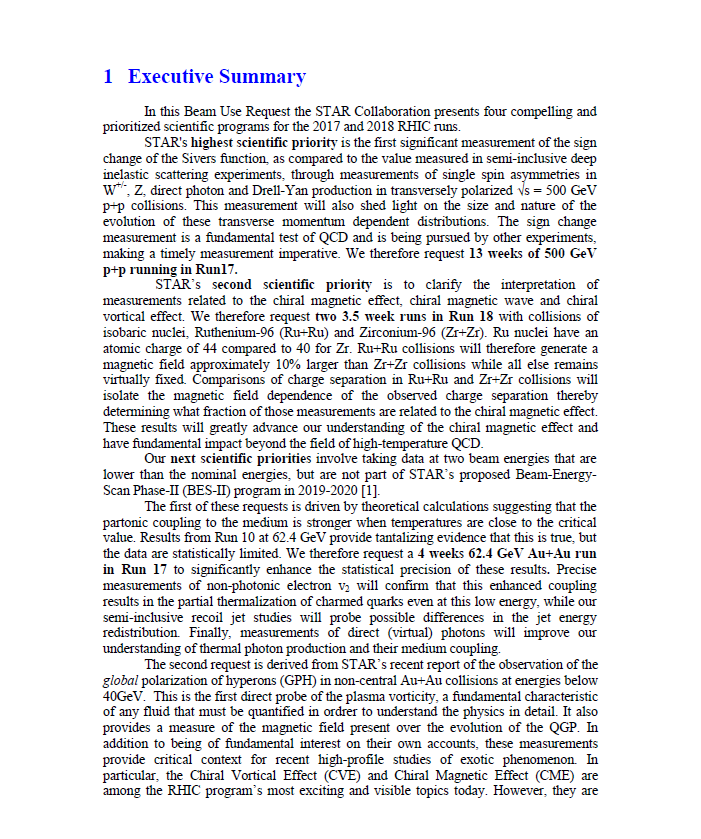 1 Executive Summary
In this Beam Use Request the STAR Collaboration presents four compelling and
prioritized scientific programs for the 2017 and 2018 RHIC runs.
STAR's highest scientific priority is the first significant measurement of the sign
change of the Sivers function, as compared to the value measured in semi-inclusive deep
inelastic scattering experiments, through measurements of single spin asymmetries in
W+/-, Z, direct photon and Drell-Yan production in transversely polarized √s = 500 GeV
p+p collisions. This measurement will also shed light on the size and nature of the
evolution of these transverse momentum dependent distributions. The sign change
measurement is a fundamental test of QCD and is being pursued by other experiments,
making a timely measurement imperative. We therefore request 13 weeks of 500 GeV
p+p running in Run17.
STAR's second scientific priority is to clarify the interpretation of
measurements related to the chiral magnetic effect, chiral magnetic wave and chiral
vortical effect. We therefore request two 3.5 week runs in Run 18 with collisions of
isobaric nuclei, Ruthenium-96 (Ru+Ru) and Zirconium-96 (Zr+Zr). Ru nuclei have an
atomic charge of 44 compared to 40 for Zr. Ru+Ru collisions will therefore generate a
magnetic field approximately 10% larger than Zr+Zr collisions while all else remains
virtually fixed. Comparisons of charge separation in Ru+Ru and Zr+Zr collisions will
isolate the magnetic field dependence of the observed charge separation thereby
determining what fraction of those measurements are related to the chiral magnetic effect.
These results will greatly advance our understanding of the chiral magnetic effect and
have fundamental impact beyond the field of high-temperature QCD.
Our next scientific priorities involve taking data at two beam energies that are
lower than the nominal energies, but are not part of STAR's proposed Beam-Energy-
Scan Phase-II (BES-II) program in 2019-2020 [1].
The first of these requests is driven by theoretical calculations suggesting that the
partonic coupling to the medium is stronger when temperatures are close to the critical
value. Results from Run 10 at 62.4 GeV provide tantalizing evidence that this is true, but
the data are statistically limited. We therefore request a 4 weeks 62.4 GeV Au+Au run
in Run 17 to significantly enhance the statistical precision of these results. Precise
measurements of non-photonic electron v₂ will confirm that this enhanced coupling
results in the partial thermalization of charmed quarks even at this low energy, while our
semi-inclusive recoil jet studies will probe possible differences in the jet energy
redistribution. Finally, measurements of direct (virtual) photons will improve our
understanding of thermal photon production and their medium coupling.
The second request is derived from STAR's recent report of the observation of the
global polarization of hyperons (GPH) in non-central Au+Au collisions at energies below
40GeV. This is the first direct probe of the plasma vorticity, a fundamental characteristic
of any fluid that must be quantified in ordrer to understand the physics in detail. It also
provides a measure of the magnetic field present over the evolution of the QGP. In
addition to being of fundamental interest on their own accounts, these measurements
provide critical context for recent high-profile studies of exotic phenomenon. In
particular, the Chiral Vortical Effect (CVE) and Chiral Magnetic Effect (CME) are
among the RHIC program's most exciting and visible topics today. However, they are